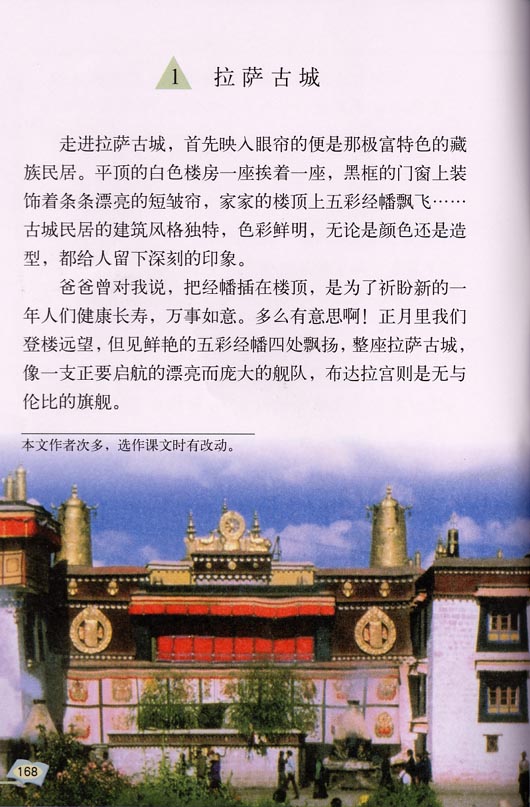 1 拉萨古城
走进拉萨古城，首先映入眼帘的便是那极富特色的藏
族民居。平顶的白色楼房一座挨着一座，黑框的门窗上装
饰着条条漂亮的短皱帘，家家的楼顶上五彩经幡飘飞……
古城民居的建筑风格独特，色彩鲜明，无论是颜色还是造
型，都给人留下深刻的印象。
爸爸曾对我说，把经幡插在楼顶，是为了祈盼新的一
年人们健康长寿，万事如意。多么有意思啊！正月里我们
登楼远望，但见鲜艳的五彩经幡四处飘扬，整座拉萨古城，
像一支正要启航的漂亮而庞大的舰队，布达拉宫则是无与
伦比的旗舰。
本文作者次多，选作课文时有改动。
168